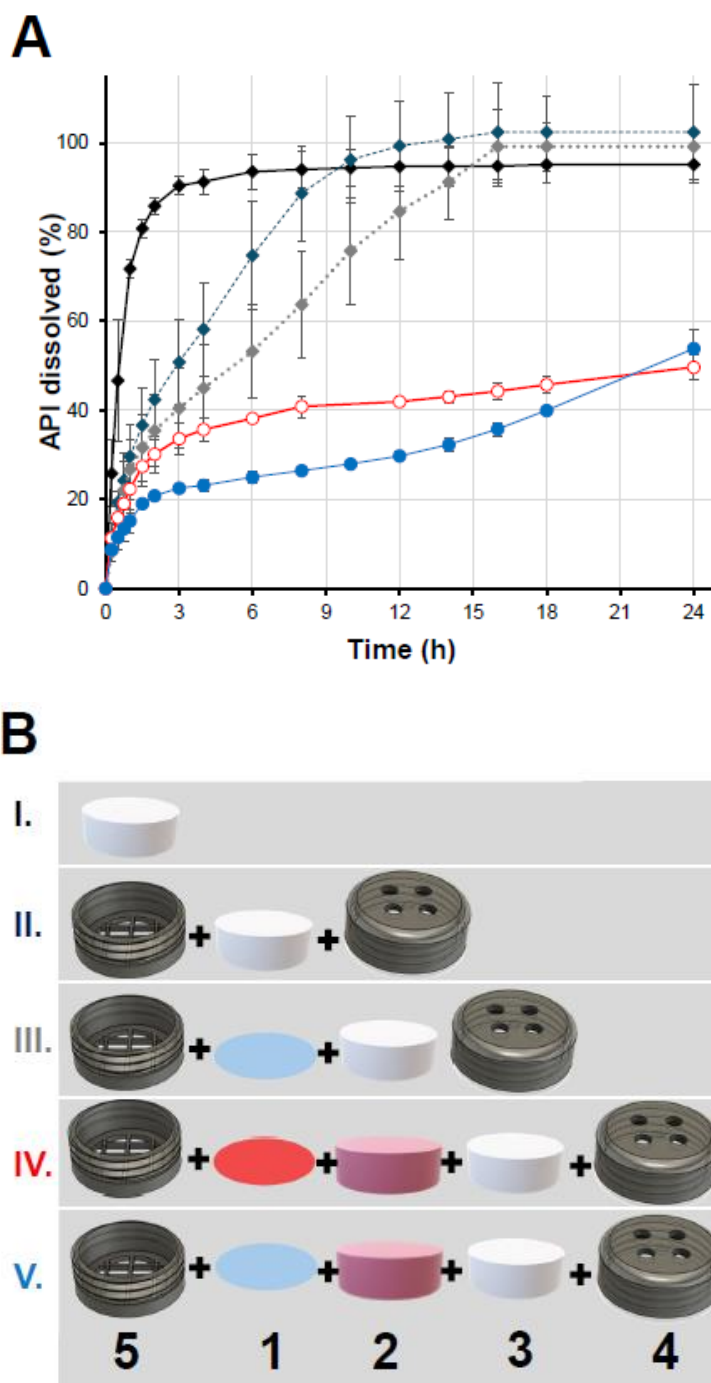 A
API dissolved (%)
100
80
60
40
20
0
0 3 6 9 12 15 18 21 24
Time (h)
B
I.
II. + +
III. + +
IV. + + + +
V. + + + +
5 1 2 3 4